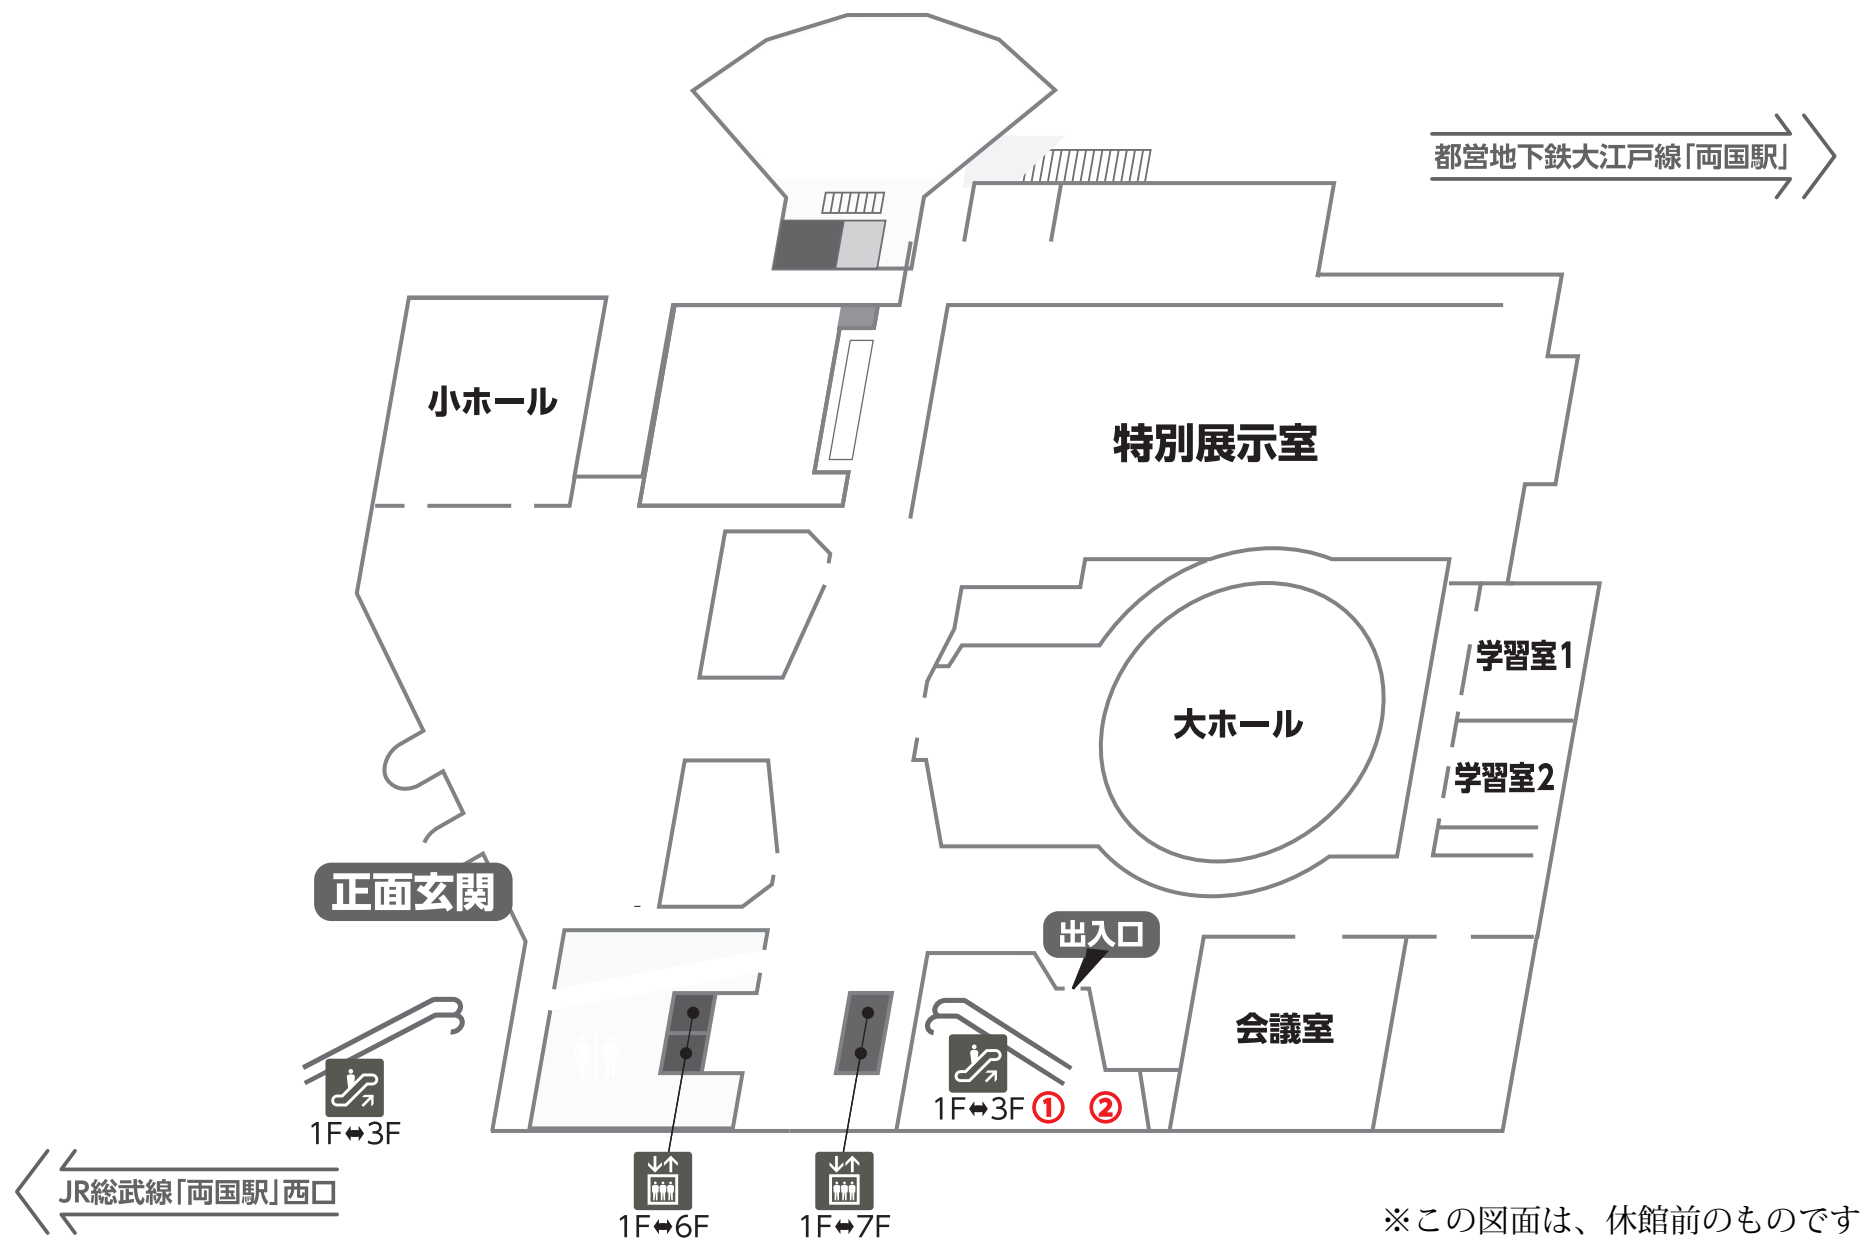 都営地下鉄大江戸線「両国駅」
小ホール
特別展示室
学習室1
大ホール
学習室2
正面玄関
出入口
会議室
1F⬌3F
1F⬌3F
①
②
JR総武線「両国駅」西口
1F⬌6F
1F⬌7F
※この図面は、休館前のものです